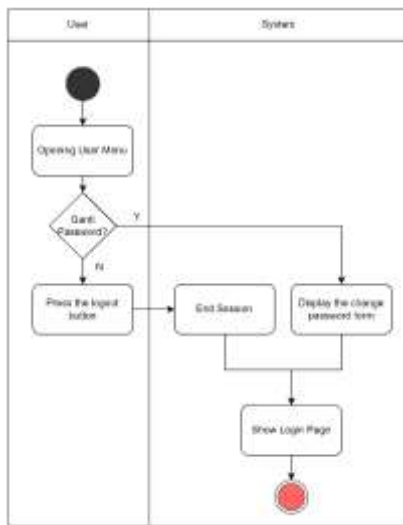 User
System
Opening User Menu
Ganti
Password?
Y
N
Press the logout
button
End Session
Display the change
password form
Show Login Page